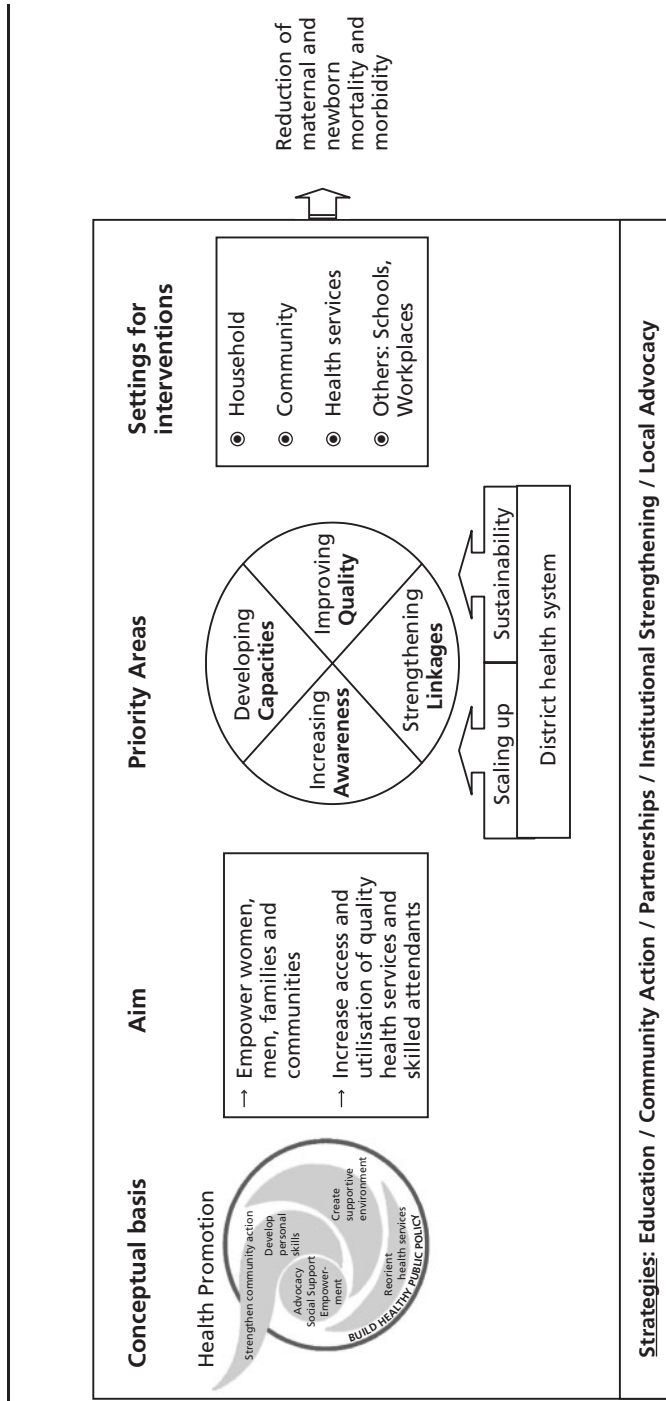 Conceptual basis
Health Promotion
Strengthen community action
Develop
personal
skills
Advocacy
Social Support
Empower-
ment
Create
supportive
environment
Reorient
health services
BUILD HEALTHY PUBLIC POLICY
Aim
→ Empower women,
men, families and
communities
→ Increase access and
utilisation of quality
health services and
skilled attendants
Priority Areas
Developing
Capacities
Increasing
Awareness
Improving
Quality
Strengthening
Linkages
Scaling up
Sustainability
District health system
Settings for
interventions
◉ Household
◉ Community
◉ Health services
◉ Others: Schools,
Workplaces
Reduction of
maternal and
newborn
mortality and
morbidity
Strategies: Education / Community Action / Partnerships / Institutional Strengthening / Local Advocacy